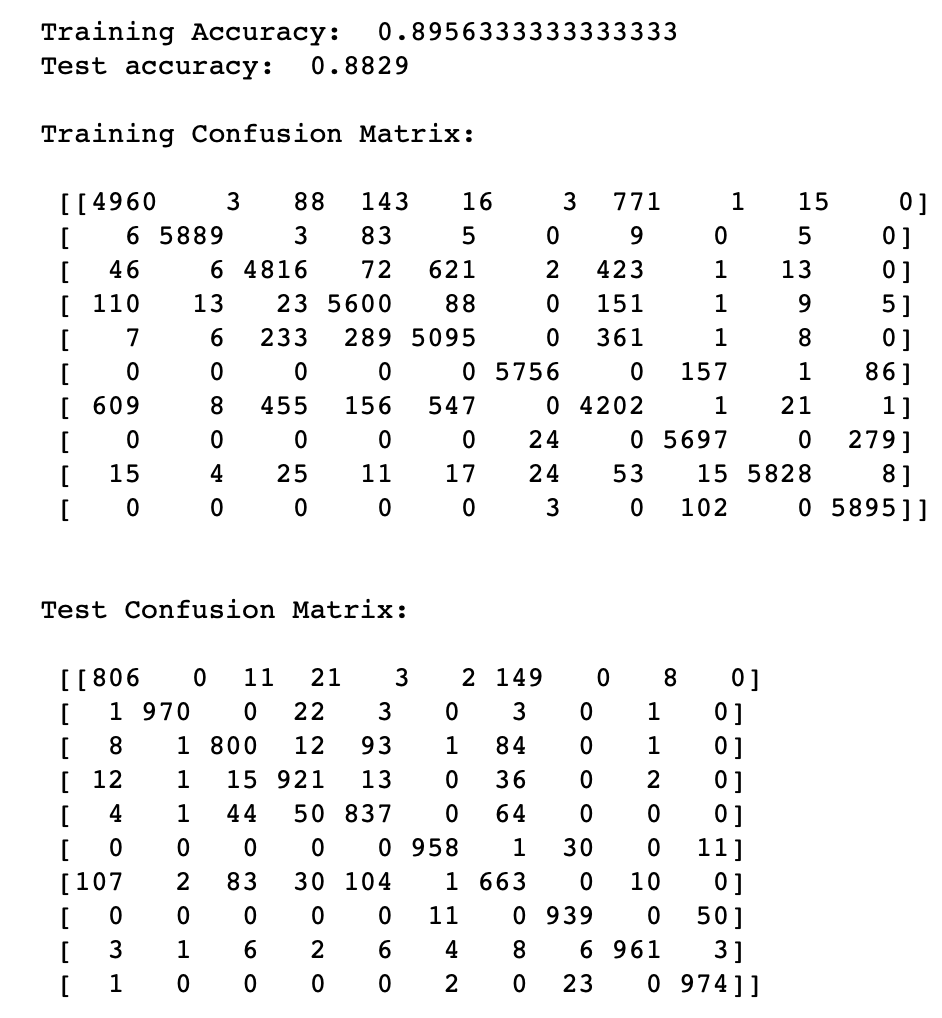 Training Accuracy:  0.8956333333333333
Test accuracy:  0.8829
Training Confusion Matrix:
[[4960    3   88  143   16    3  771    1   15    0]
[   6 5889    3   83    5    0    9    0    5    0]
[  46    6 4816   72  621    2  423    1   13    0]
[ 110   13   23 5600   88    0  151    1    9    5]
[   7    6  233  289 5095    0  361    1    8    0]
[   0    0    0    0    0 5756    0  157    1   86]
[ 609    8  455  156  547    0 4202    1   21    1]
[   0    0    0    0    0   24    0 5697    0  279]
[  15    4   25   11   17   24   53   15 5828    8]
[   0    0    0    0    0    3    0  102    0 5895]]
Test Confusion Matrix:
[[806   0  11  21   3   2 149   0   8   0]
[  1 970   0  22   3   0   3   0   1   0]
[  8   1 800  12  93   1  84   0   1   0]
[ 12   1  15 921  13   0  36   0   2   0]
[  4   1  44  50 837   0  64   0   0   0]
[  0   0   0   0   0 958   1  30   0  11]
[107   2  83  30 104   1 663   0  10   0]
[  0   0   0   0   0  11   0 939   0  50]
[  3   1   6   2   6   4   8   6 961   3]
[  1   0   0   0   0   2   0  23   0 974]]